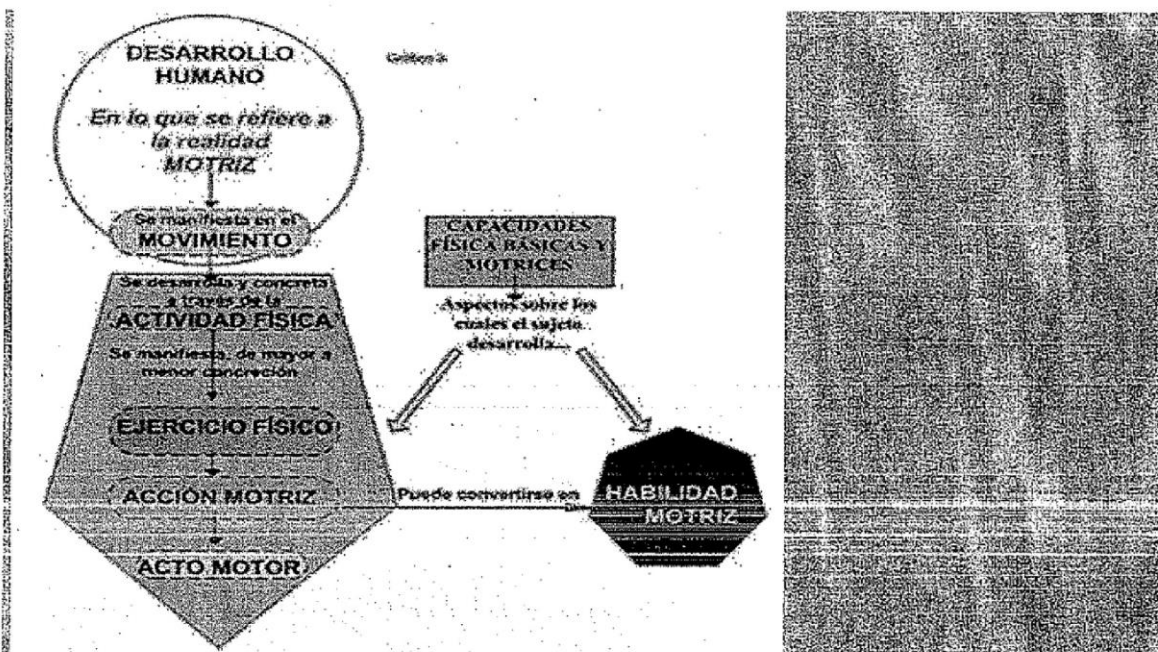 DESARROLLO
HUMANO
En lo que se refiere a
la realidad
MOTRIZ
Se manifiesta en el
MOVIMIENTO
Se desarrolla y concreta
a través de la
ACTIVIDAD FÍSICA
Se manifiesta, de mayor a
menor concreción
EJERCICIO FÍSICO
ACCIÓN MOTRIZ
ACTO MOTOR
CAPACIDADES
FÍSICA BÁSICAS Y
MOTRICES
Aspectos sobre los
cuales el sujeto
desarrolla...
Puede convertirse en
HABILIDAD
MOTRIZ